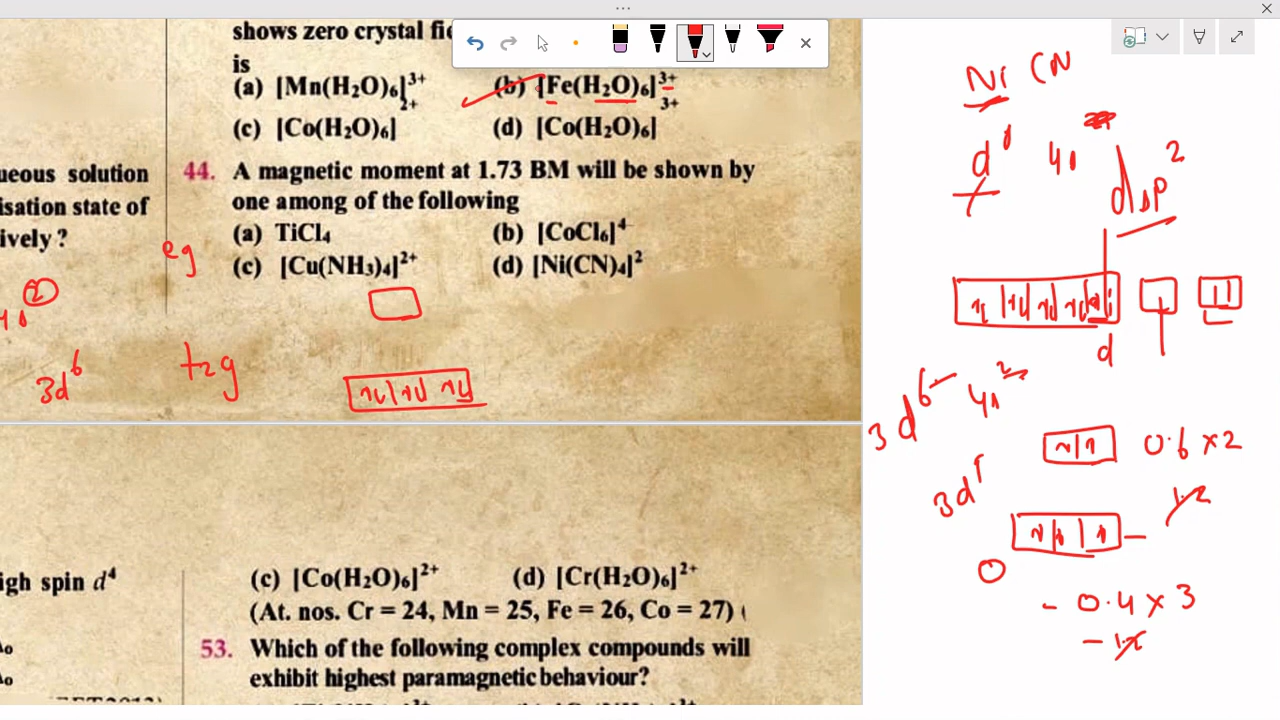 shows zero crystal fie
is
(a) [Mn(H₂O)₆]³⁺
(b) [Fe(H₂O)₆]³⁺
2+
3+
(c) [Co(H₂O)₆]
(d) [Co(H₂O)₆]
ueous solution
isation state of
ively ?
44. A magnetic moment at 1.73 BM will be shown by
one among of the following
(a) TiCl₄
(b) [CoCl₆]⁴
(c) [Cu(NH₃)₄]²⁺
(d) [Ni(CN)₄]²
eg
2
3d⁶
t₂g
igh spin d⁴
(c) [Co(H₂O)₆]²⁺
(d) [Cr(H₂O)₆]²⁺
(At. nos. Cr = 24, Mn = 25, Fe = 26, Co = 27) (
53. Which of the following complex compounds will
exhibit highest paramagnetic behaviour?
Ni CN
dsp²
d
3d⁶ 4s²
0.6 x 2
1.2
0
- 0.4 x 3